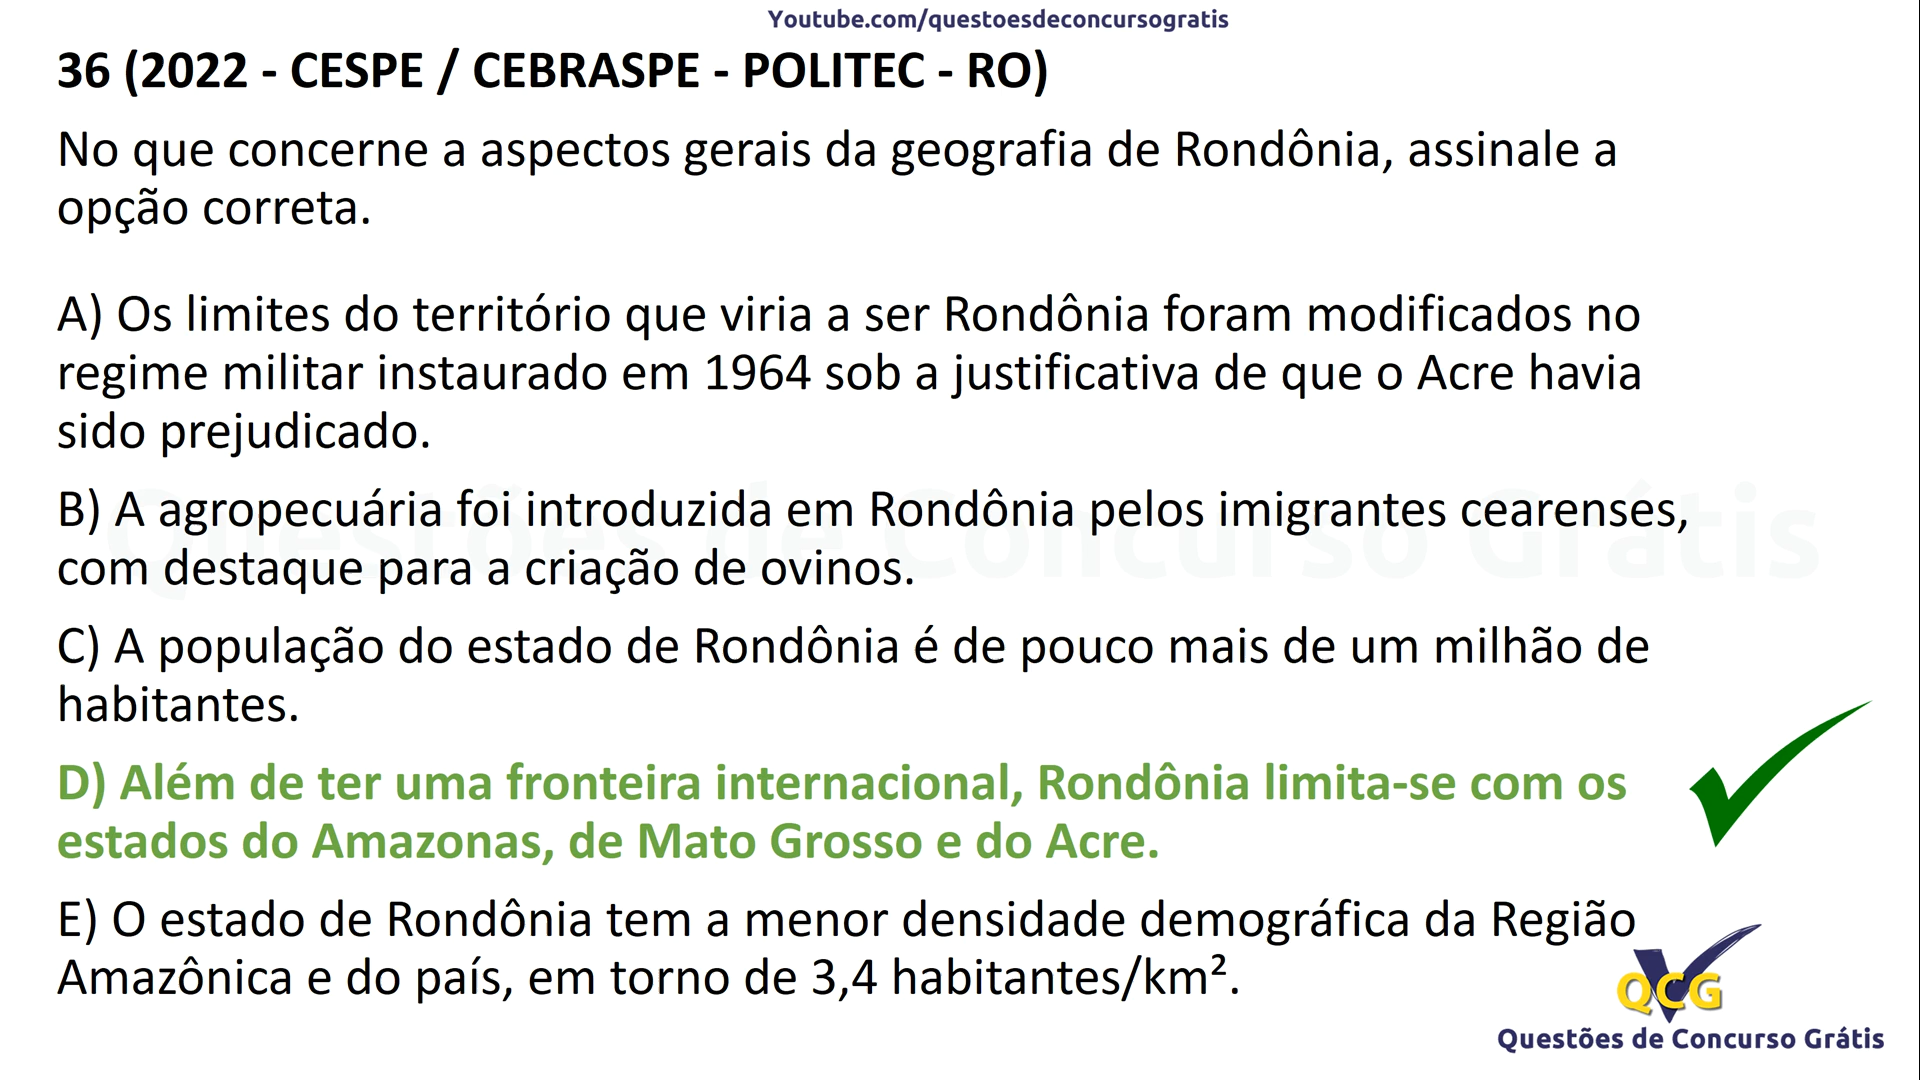 Youtube.com/questoesdeconcursogratis
36 (2022 - CESPE / CEBRASPE - POLITEC - RO)
No que concerne a aspectos gerais da geografia de Rondônia, assinale a
opção correta.
A) Os limites do território que viria a ser Rondônia foram modificados no
regime militar instaurado em 1964 sob a justificativa de que o Acre havia
sido prejudicado.
Questões de Concurso Grátis
B) A agropecuária foi introduzida em Rondônia pelos imigrantes cearenses,
com destaque para a criação de ovinos.
C) A população do estado de Rondônia é de pouco mais de um milhão de
habitantes.
D) Além de ter uma fronteira internacional, Rondônia limita-se com os
estados do Amazonas, de Mato Grosso e do Acre.
E) O estado de Rondônia tem a menor densidade demográfica da Região
Amazônica e do país, em torno de 3,4 habitantes/km².
QCG
Questões de Concurso Grátis